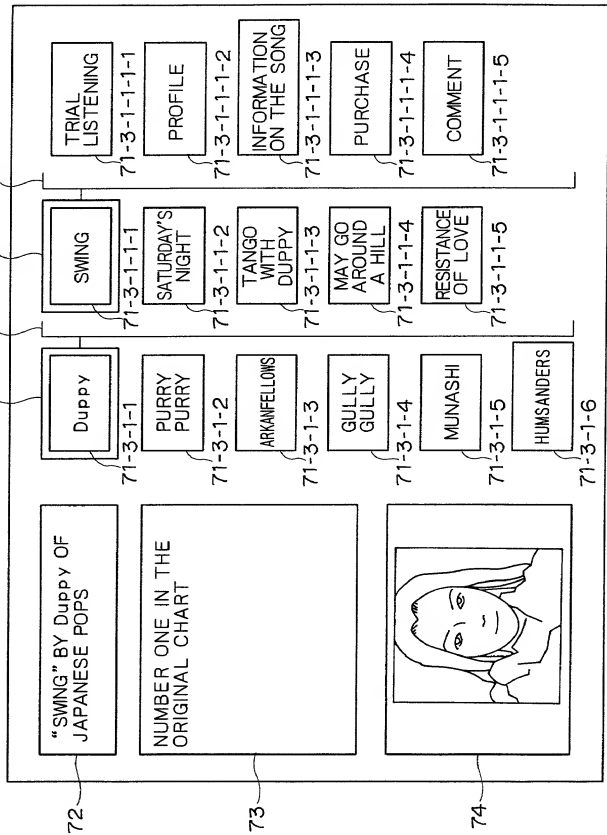 72
"SWING" BY Duppy OF
JAPANESE POPS
73
NUMBER ONE IN THE
ORIGINAL CHART
74
Duppy
71-3-1-1
PURRY
PURRY
71-3-1-2
ARKANFELLOWS
71-3-1-3
GULLY
GULLY
71-3-1-4
MUNASHI
71-3-1-5
HUMSANDERS
71-3-1-6
SWING
71-3-1-1-1
SATURDAY'S
NIGHT
71-3-1-1-2
TANGO
WITH
DUPPY
71-3-1-1-3
MAY GO
AROUND
A HILL
71-3-1-1-4
RESISTANCE
OF LOVE
71-3-1-1-5
TRIAL
LISTENING
71-3-1-1-1-1
PROFILE
71-3-1-1-1-2
INFORMATION
ON THE SONG
71-3-1-1-1-3
PURCHASE
71-3-1-1-1-4
COMMENT
71-3-1-1-1-5